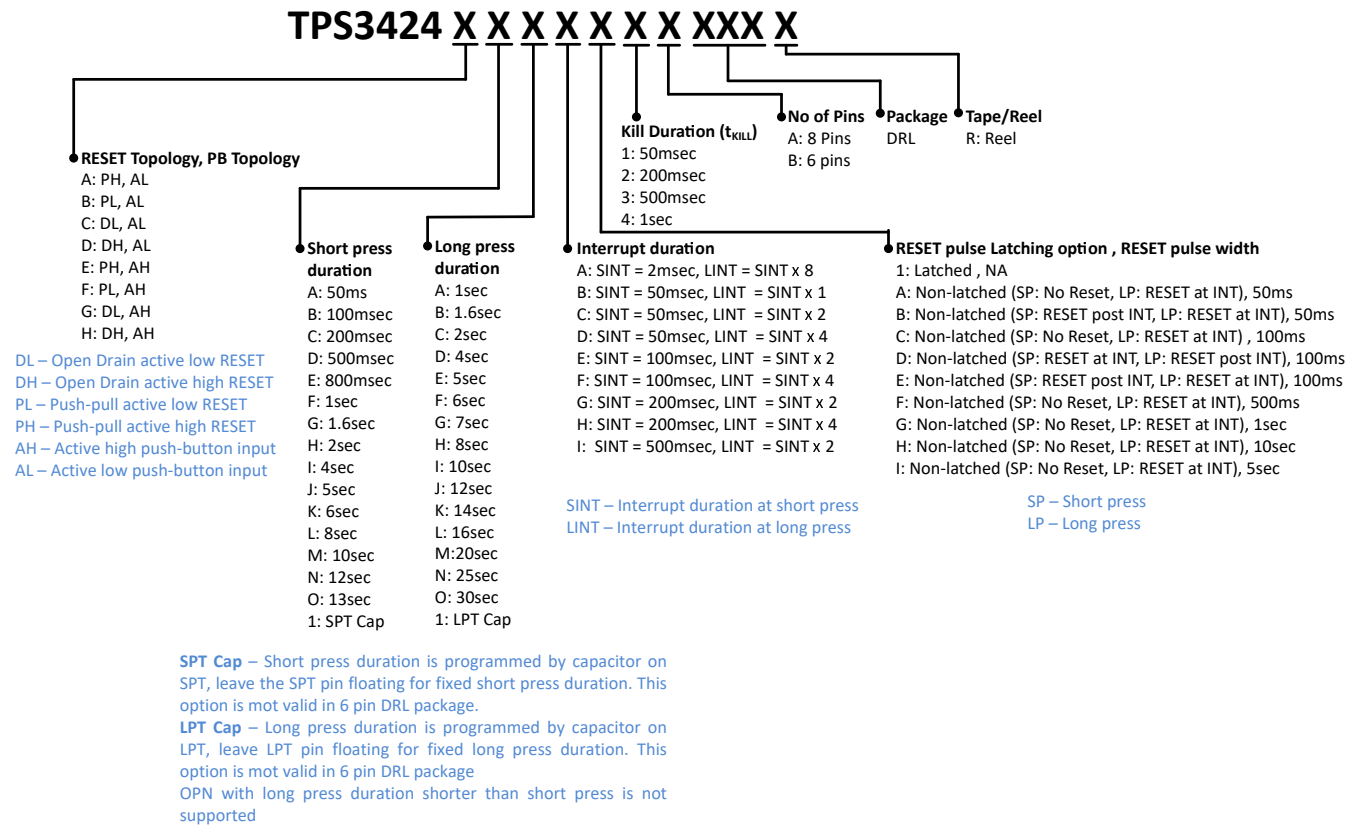 TPS3424 X X X X X X X XXX X
Kill Duration (tKILL)
1: 50msec
2: 200msec
3: 500msec
4: 1sec
No of Pins
A: 8 Pins
B: 6 pins
Package
DRL
Tape/Reel
R: Reel
RESET Topology, PB Topology
A: PH, AL
B: PL, AL
C: DL, AL
D: DH, AL
E: PH, AH
F: PL, AH
G: DL, AH
H: DH, AH
DL – Open Drain active low RESET
DH – Open Drain active high RESET
PL – Push-pull active low RESET
PH – Push-pull active high RESET
AH – Active high push-button input
AL – Active low push-button input
Short press
duration
A: 50ms
B: 100msec
C: 200msec
D: 500msec
E: 800msec
F: 1sec
G: 1.6sec
H: 2sec
I: 4sec
J: 5sec
K: 6sec
L: 8sec
M: 10sec
N: 12sec
O: 13sec
1: SPT Cap
Long press
duration
A: 1sec
B: 1.6sec
C: 2sec
D: 4sec
E: 5sec
F: 6sec
G: 7sec
H: 8sec
I: 10sec
J: 12sec
K: 14sec
L: 16sec
M:20sec
N: 25sec
O: 30sec
1: LPT Cap
Interrupt duration
A: SINT = 2msec, LINT = SINT x 8
B: SINT = 50msec, LINT = SINT x 1
C: SINT = 50msec, LINT = SINT x 2
D: SINT = 50msec, LINT = SINT x 4
E: SINT = 100msec, LINT = SINT x 2
F: SINT = 100msec, LINT = SINT x 4
G: SINT = 200msec, LINT = SINT x 2
H: SINT = 200msec, LINT = SINT x 4
I: SINT = 500msec, LINT = SINT x 2
SINT – Interrupt duration at short press
LINT – Interrupt duration at long press
RESET pulse Latching option , RESET pulse width
1: Latched , NA
A: Non-latched (SP: No Reset, LP: RESET at INT), 50ms
B: Non-latched (SP: RESET post INT, LP: RESET at INT), 50ms
C: Non-latched (SP: No Reset, LP: RESET at INT) , 100ms
D: Non-latched (SP: RESET at INT, LP: RESET post INT), 100ms
E: Non-latched (SP: RESET post INT, LP: RESET at INT), 100ms
F: Non-latched (SP: No Reset, LP: RESET at INT), 500ms
G: Non-latched (SP: No Reset, LP: RESET at INT), 1sec
H: Non-latched (SP: No Reset, LP: RESET at INT), 10sec
I: Non-latched (SP: No Reset, LP: RESET at INT), 5sec
SP – Short press
LP – Long press
SPT Cap – Short press duration is programmed by capacitor on
SPT, leave the SPT pin floating for fixed short press duration. This
option is mot valid in 6 pin DRL package.
LPT Cap – Long press duration is programmed by capacitor on
LPT, leave LPT pin floating for fixed long press duration. This
option is mot valid in 6 pin DRL package
OPN with long press duration shorter than short press is not
supported